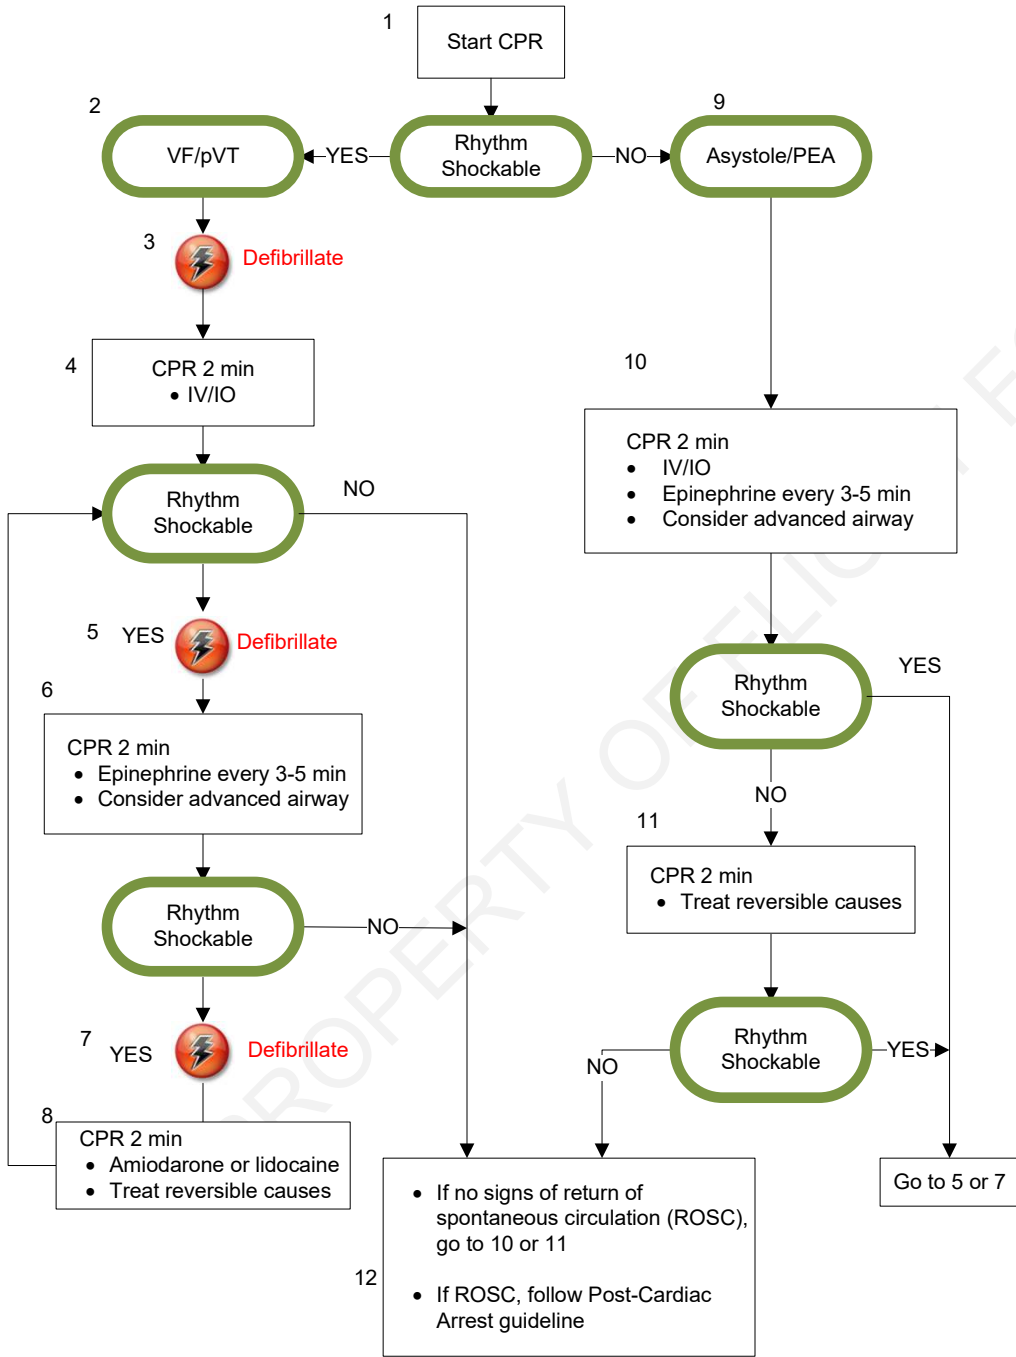 1
Start CPR
2
9
VF/pVT
YES
Rhythm
Shockable
NO
Asystole/PEA
3
Defibrillate
4
CPR 2 min
• IV/IO
10
CPR 2 min
• IV/IO
• Epinephrine every 3-5 min
• Consider advanced airway
Rhythm
Shockable
NO
5
YES
Defibrillate
6
CPR 2 min
• Epinephrine every 3-5 min
• Consider advanced airway
Rhythm
Shockable
YES
NO
11
CPR 2 min
• Treat reversible causes
Rhythm
Shockable
NO
7
YES
Defibrillate
Rhythm
Shockable
YES
NO
8
CPR 2 min
• Amiodarone or lidocaine
• Treat reversible causes
12
• If no signs of return of
spontaneous circulation (ROSC),
go to 10 or 11
• If ROSC, follow Post-Cardiac
Arrest guideline
Go to 5 or 7
PROPERTY OF